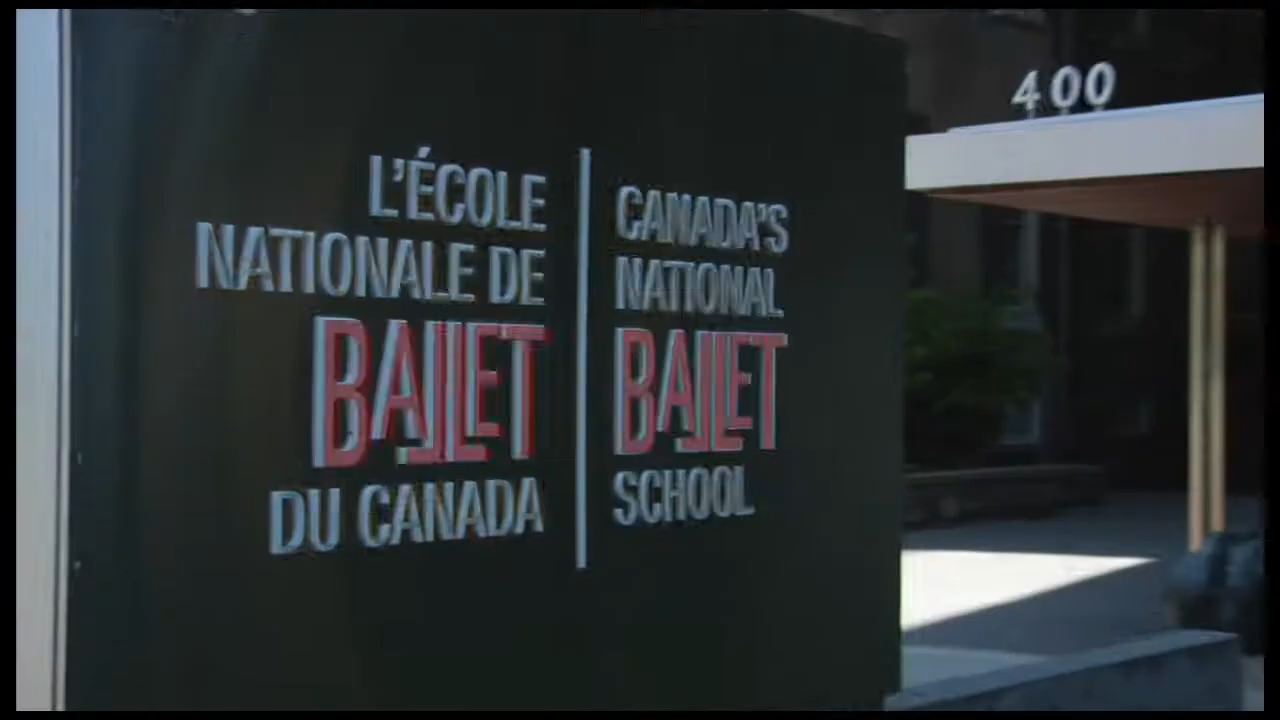 L'ÉCOLE
NATIONALE DE
BALLET
DU CANADA
CANADA'S
NATIONAL
BALLET
SCHOOL
400